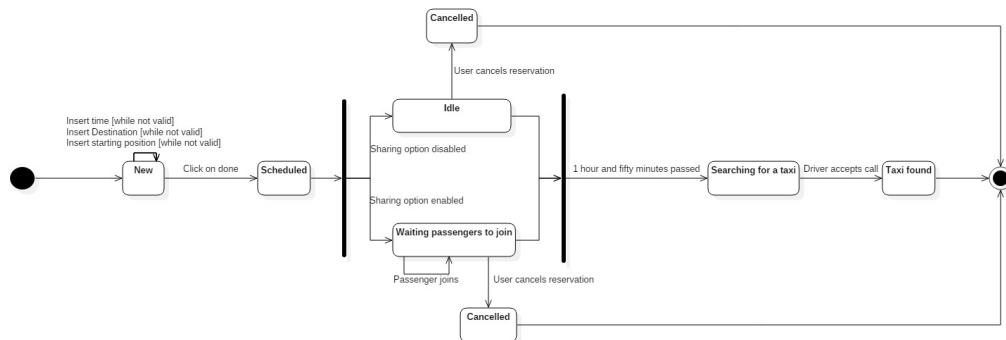 Cancelled
User cancels reservation
Idle
Insert time [while not valid]
Insert Destination [while not valid]
Insert starting position [while not valid]
Sharing option disabled
New
Click on done
Scheduled
1 hour and fifty minutes passed
Searching for a taxi
Driver accepts call
Taxi found
Sharing option enabled
Waiting passengers to join
Passenger joins
User cancels reservation
Cancelled